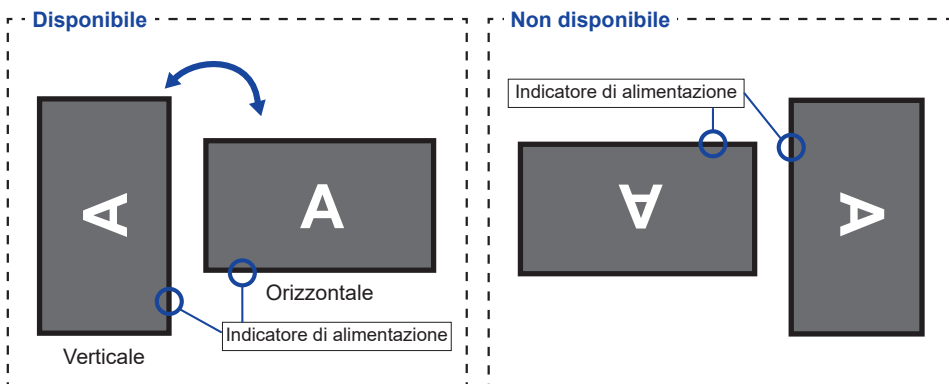 Disponibile
A
A
Orizzontale
Indicatore di alimentazione
Verticale
Non disponibile
Indicatore di alimentazione
A
A